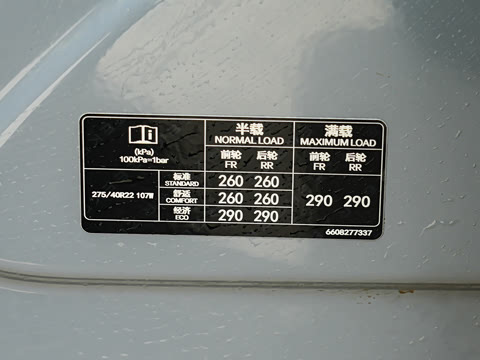 半载 满载
NORMAL LOAD MAXIMUM LOAD
(kPa)
100kPa=1bar
前轮 后轮 前轮 后轮
FR RR FR RR
标准
STANDARD 260 260
275/40R22 107W 舒适
COMFORT 260 260 290 290
经济
ECO 290 290
6608277337